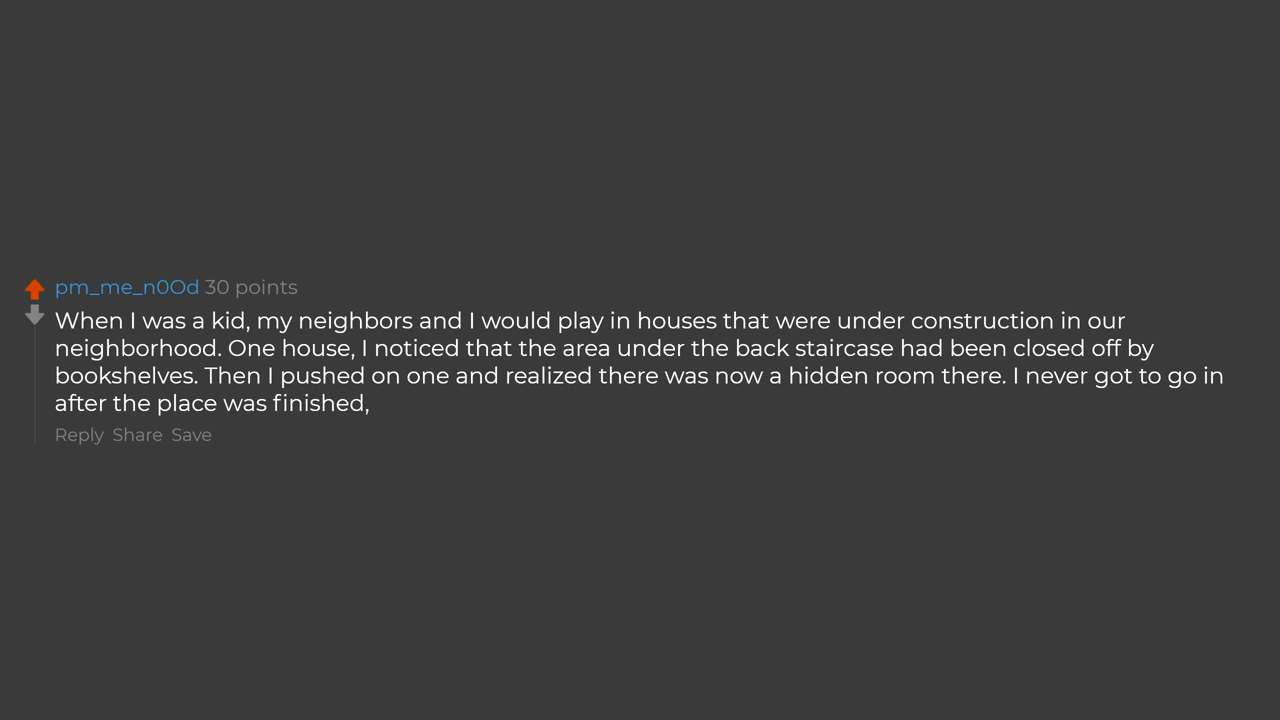 pm_me_n0Od 30 points
When I was a kid, my neighbors and I would play in houses that were under construction in our
neighborhood. One house, I noticed that the area under the back staircase had been closed off by
bookshelves. Then I pushed on one and realized there was now a hidden room there. I never got to go in
after the place was finished,
Reply Share Save